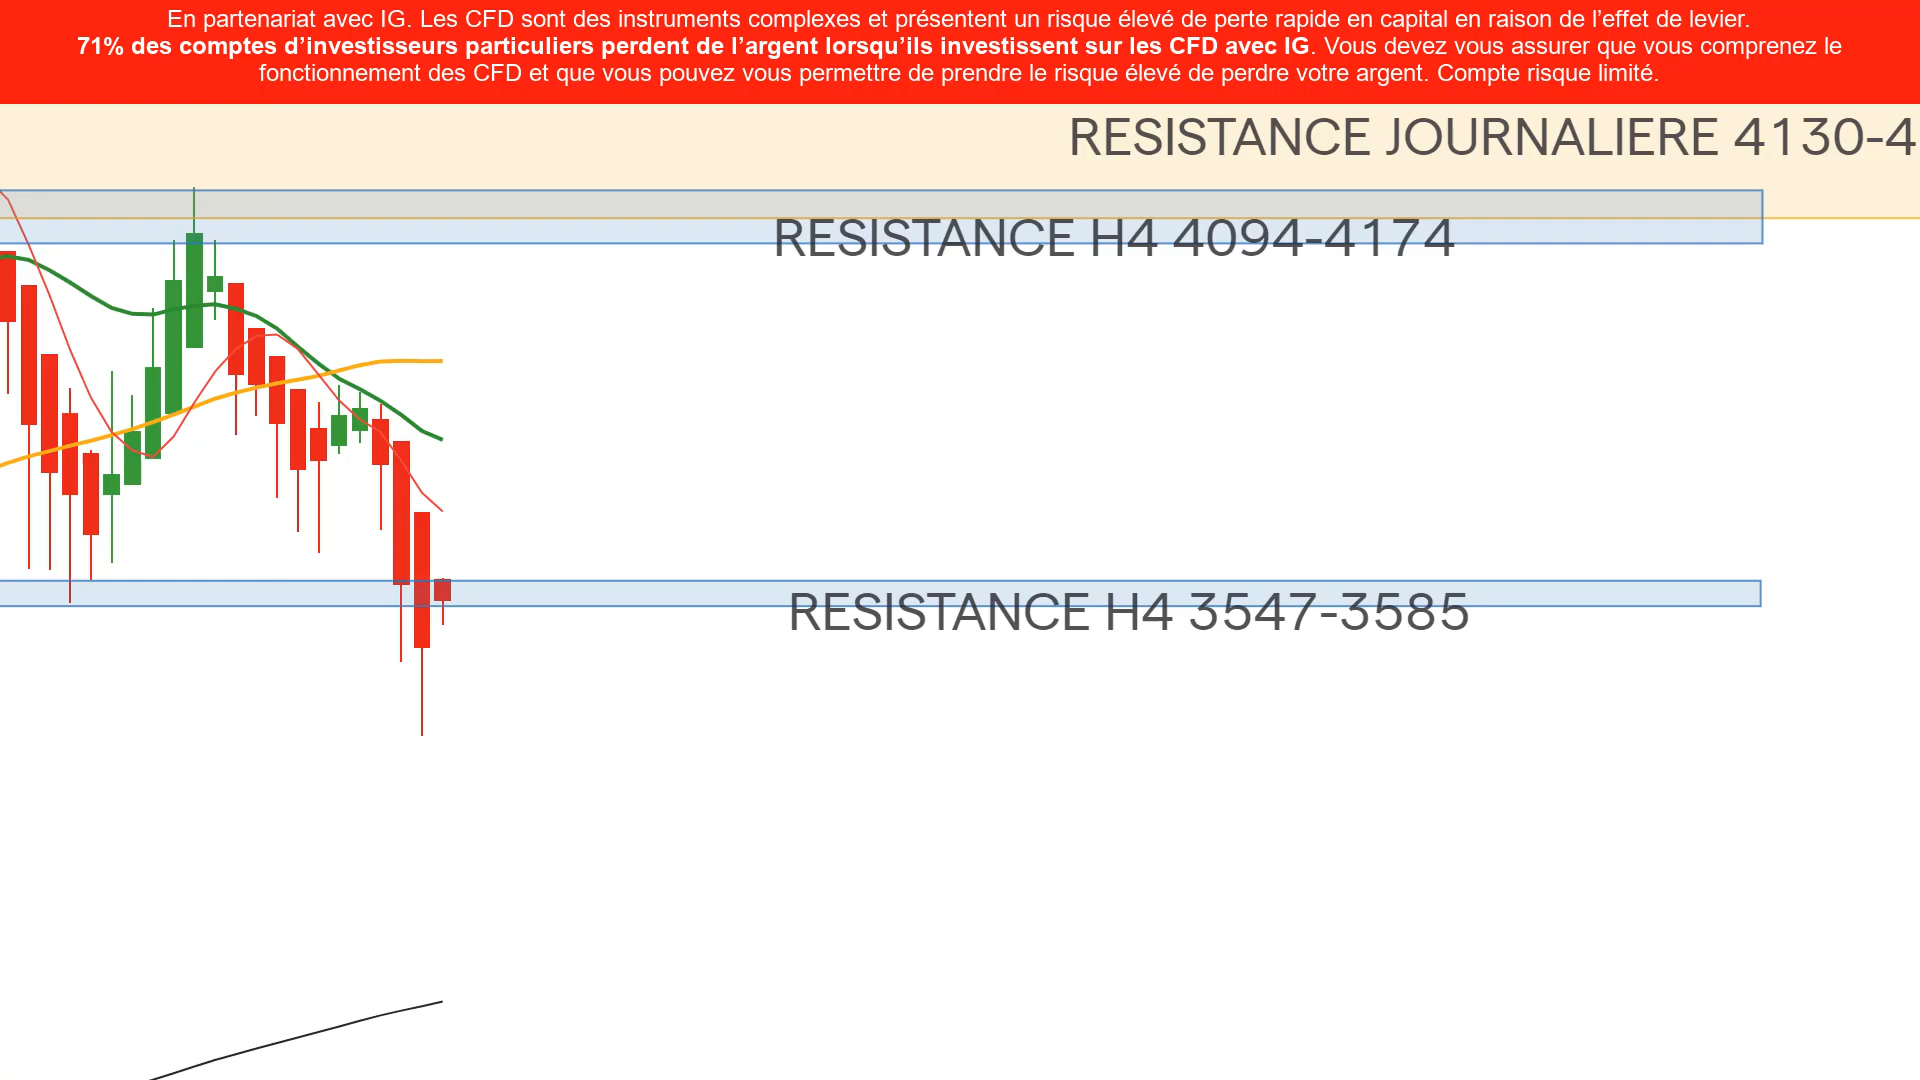 En partenariat avec IG. Les CFD sont des instruments complexes et présentent un risque élevé de perte rapide en capital en raison de l’effet de levier.
71% des comptes d’investisseurs particuliers perdent de l’argent lorsqu’ils investissent sur les CFD avec IG. Vous devez vous assurer que vous comprenez le
fonctionnement des CFD et que vous pouvez vous permettre de prendre le risque élevé de perdre votre argent. Compte risque limité.
RESISTANCE JOURNALIERE 4130-4
RESISTANCE H4 4094-4174
RESISTANCE H4 3547-3585